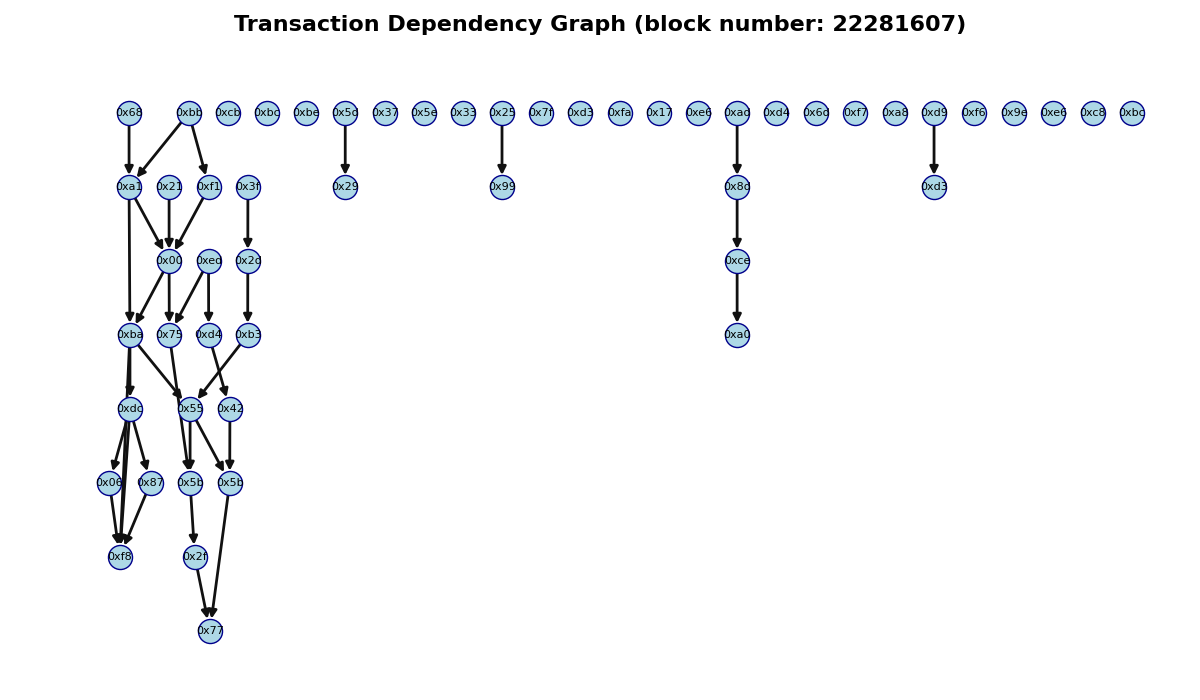 Transaction Dependency Graph (block number: 22281607)
0x68 0xbb 0xcb 0xbc 0xbe 0x5d 0x37 0x5e 0x33 0x25 0x7f 0xd3 0xfa 0x17 0xe6 0xad 0xd4 0x6d 0xf7 0xa8 0xd9 0xf6 0x9e 0xe6 0xc8 0xbc
0xa1 0x21 0xf1 0x3f 0x29 0x99 0x8d 0xd3
0x00 0xed 0x2d 0xce
0xba 0x75 0xd4 0xb3 0xa0
0xdc 0x55 0x42
0x06 0x87 0x5b 0x5b
0xf8 0x2f
0x77